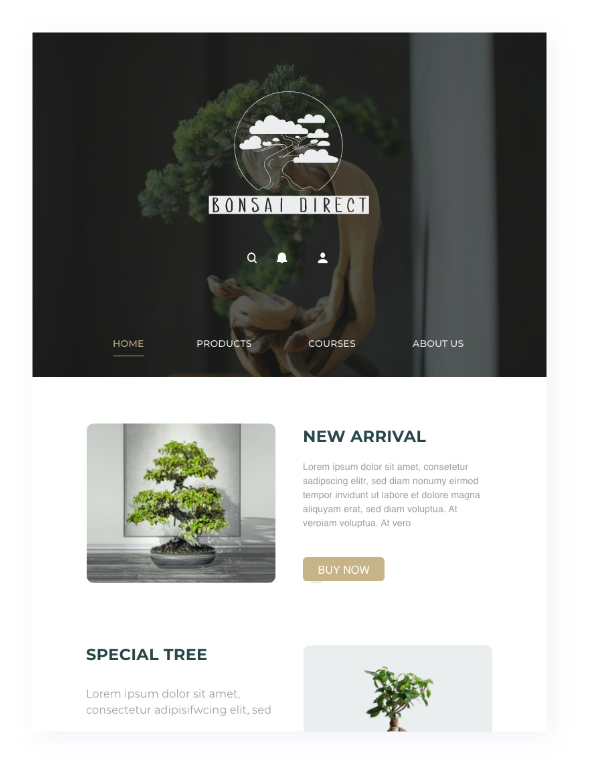 BONSAI DIRECT
HOME PRODUCTS COURSES ABOUT US
NEW ARRIVAL
Lorem ipsum dolor sit amet, consetetur
sadipscing elitr, sed diam nonumy eirmod
tempor invidunt ut labore et dolore magna
aliquyam erat, sed diam voluptua. At
veroiam voluptua. At vero
BUY NOW
SPECIAL TREE
Lorem ipsum dolor sit amet,
consectetur adipisifwcing elit, sed